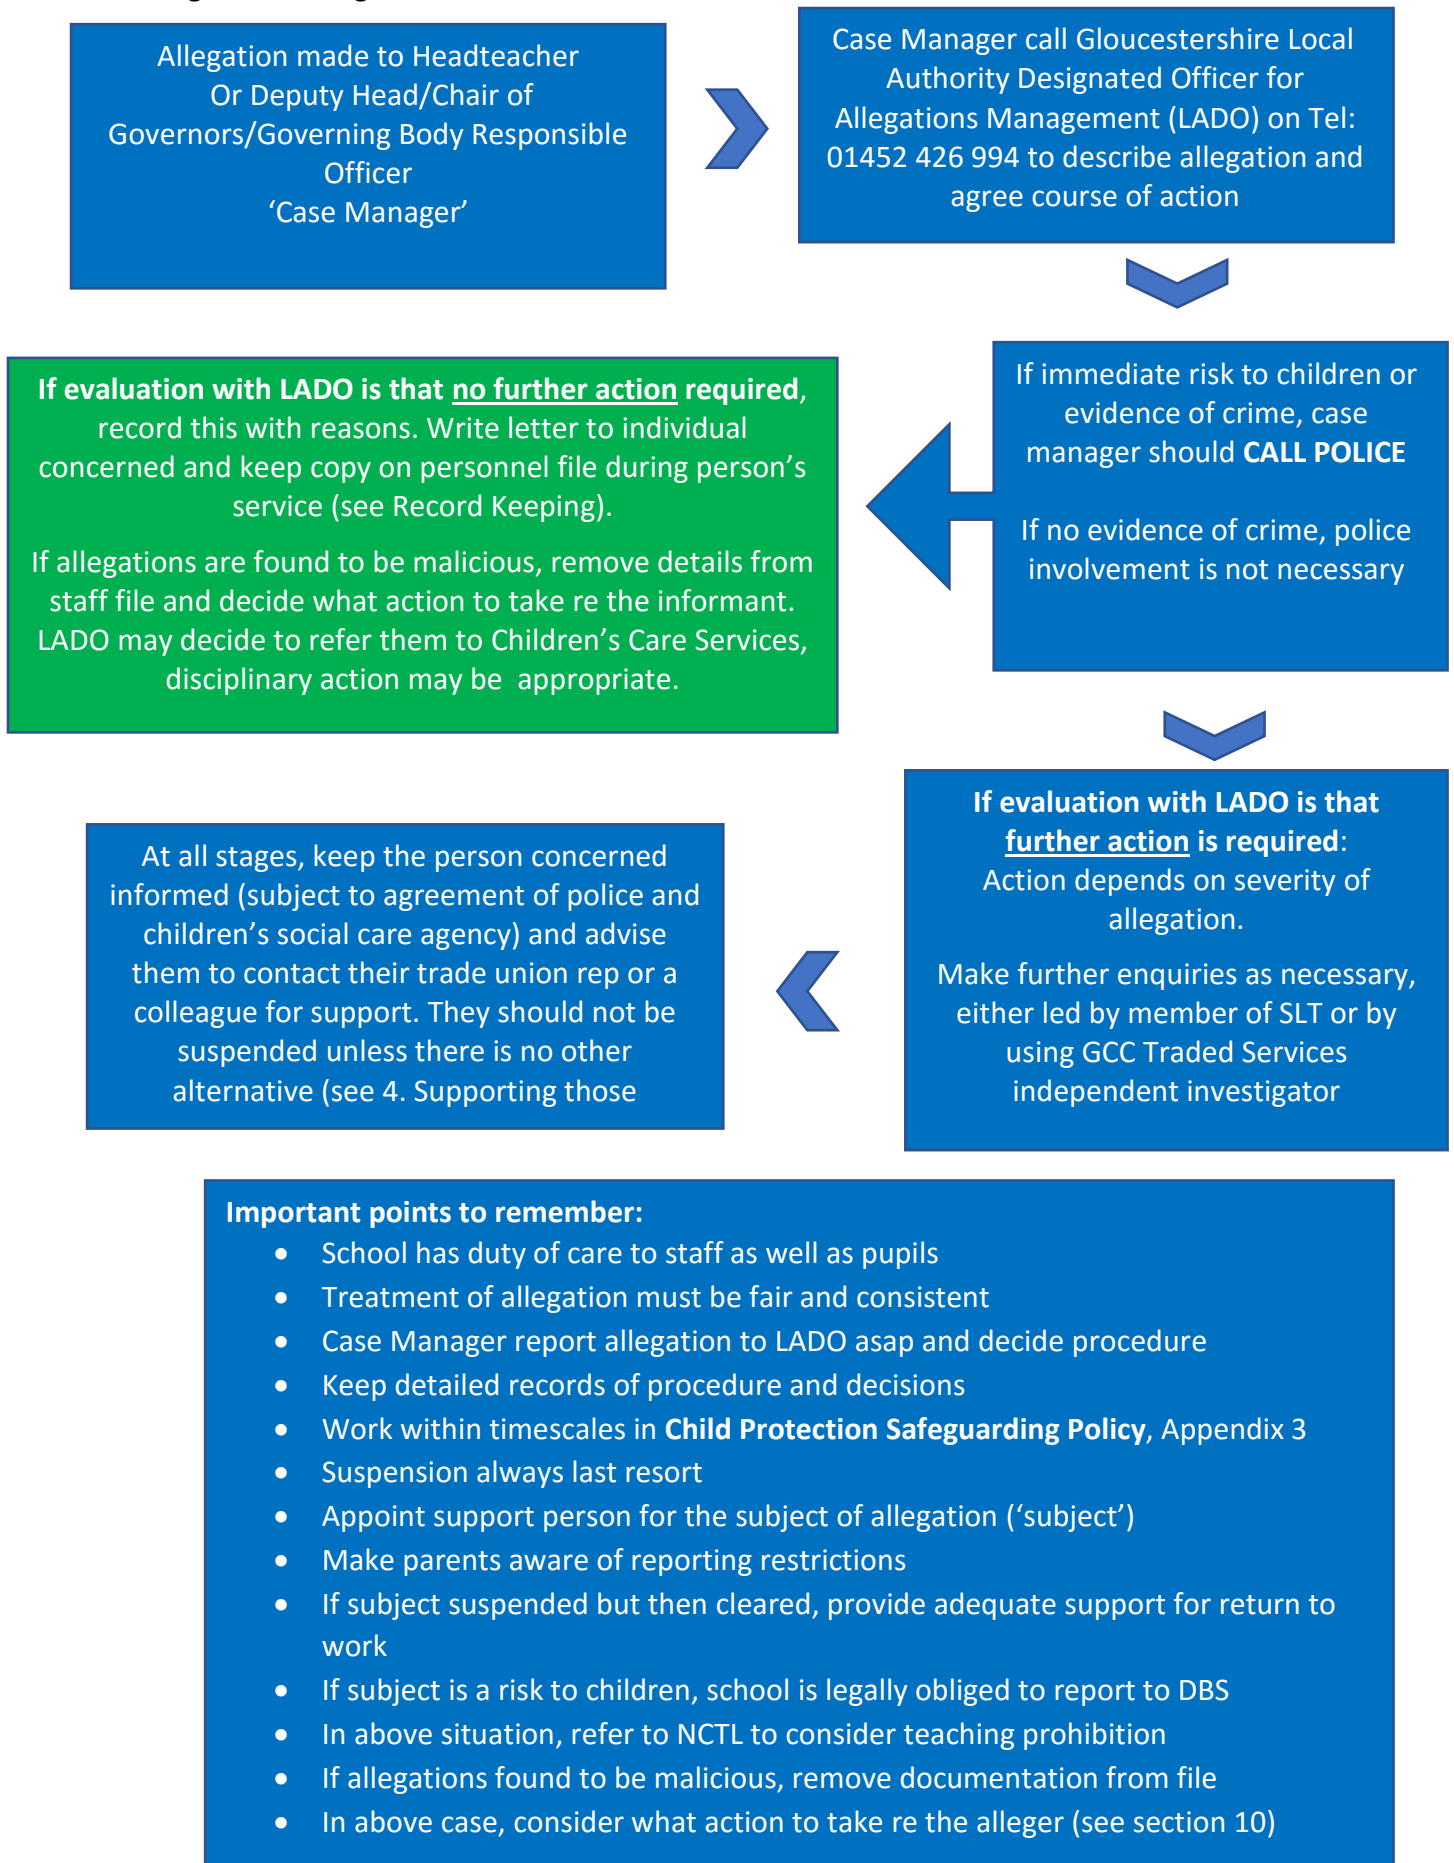 Allegation made to Headteacher
Or Deputy Head/Chair of
Governors/Governing Body Responsible
Officer
‘Case Manager’
Case Manager call Gloucestershire Local
Authority Designated Officer for
Allegations Management (LADO) on Tel:
01452 426 994 to describe allegation and
agree course of action
If immediate risk to children or
evidence of crime, case
manager should CALL POLICE
If no evidence of crime, police
involvement is not necessary
If evaluation with LADO is that no further action required,
record this with reasons. Write letter to individual
concerned and keep copy on personnel file during person’s
service (see Record Keeping).
If allegations are found to be malicious, remove details from
staff file and decide what action to take re the informant.
LADO may decide to refer them to Children’s Care Services,
disciplinary action may be  appropriate.
If evaluation with LADO is that
further action is required:
Action depends on severity of
allegation.
Make further enquiries as necessary,
either led by member of SLT or by
using GCC Traded Services
independent investigator
At all stages, keep the person concerned
informed (subject to agreement of police and
children’s social care agency) and advise
them to contact their trade union rep or a
colleague for support. They should not be
suspended unless there is no other
alternative (see 4. Supporting those
Important points to remember:
• School has duty of care to staff as well as pupils
• Treatment of allegation must be fair and consistent
• Case Manager report allegation to LADO asap and decide procedure
• Keep detailed records of procedure and decisions
• Work within timescales in Child Protection Safeguarding Policy, Appendix 3
• Suspension always last resort
• Appoint support person for the subject of allegation (‘subject’)
• Make parents aware of reporting restrictions
• If subject suspended but then cleared, provide adequate support for return to
work
• If subject is a risk to children, school is legally obliged to report to DBS
• In above situation, refer to NCTL to consider teaching prohibition
• If allegations found to be malicious, remove documentation from file
• In above case, consider what action to take re the alleger (see section 10)